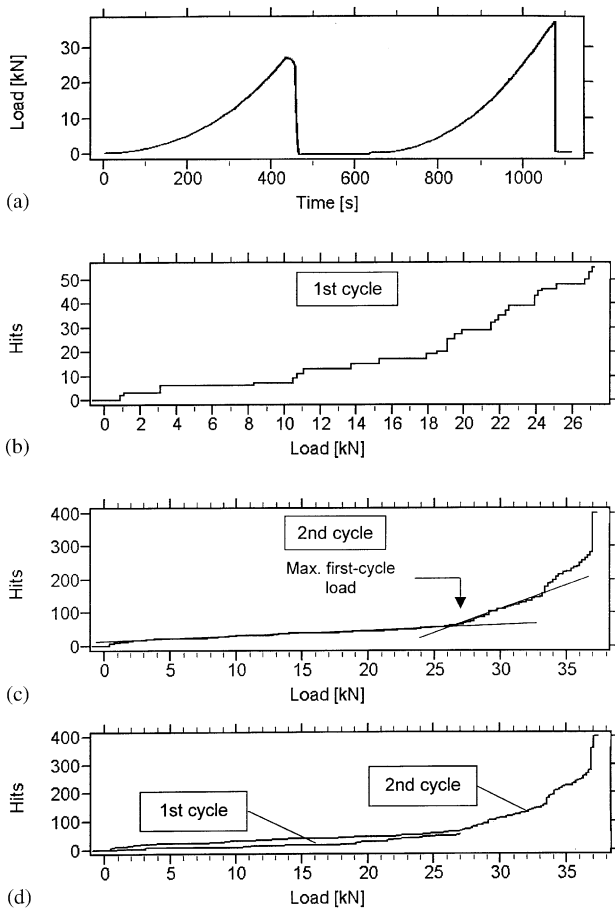 Load [kN]
30
20
10
0
0 200 400 600 800 1000
Time [s]
(a)
Hits
50
40
30
20
10
0
1st cycle
0 2 4 6 8 10 12 14 16 18 20 22 24 26
Load [kN]
(b)
Hits
400
300
200
100
0
2nd cycle
Max. first-cycle
load
0 5 10 15 20 25 30 35
Load [kN]
(c)
Hits
400
300
200
100
0
1st cycle
2nd cycle
0 5 10 15 20 25 30 35
Load [kN]
(d)